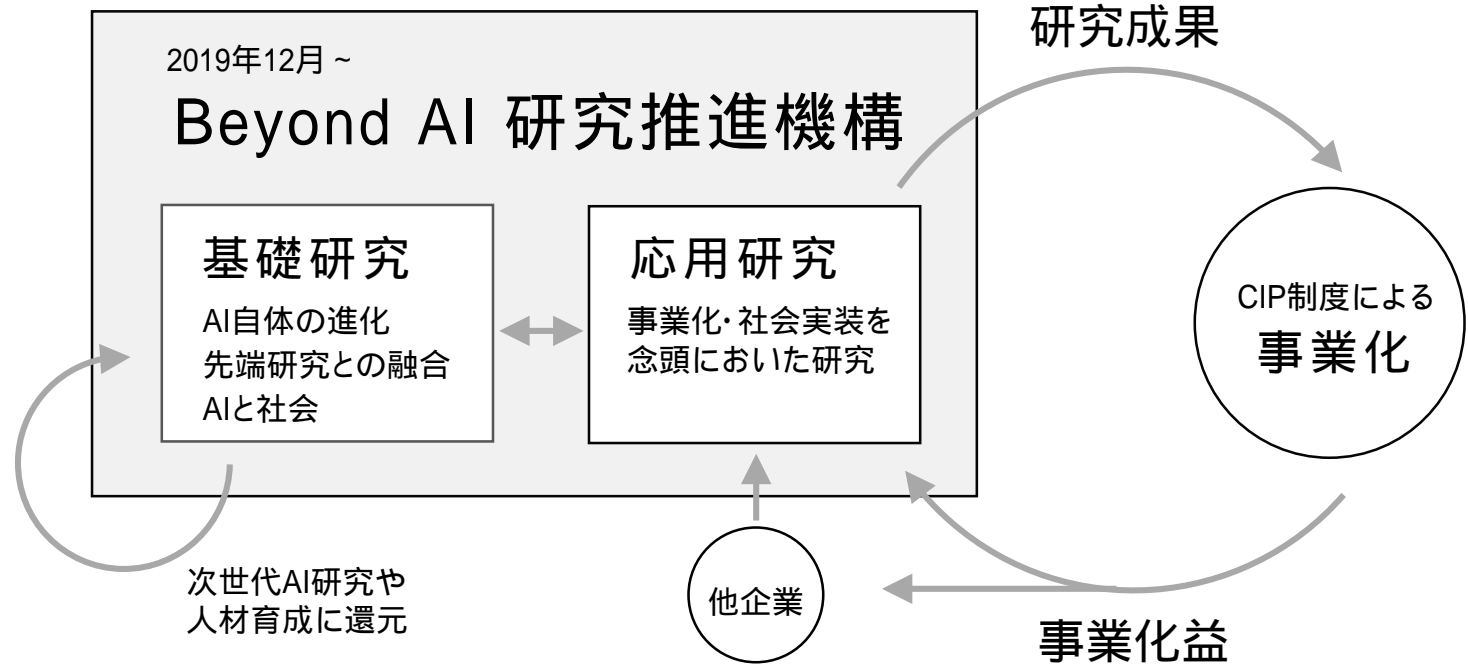 2019年12月 ~
Beyond AI 研究推進機構
基礎研究
AI自体の進化
先端研究との融合
AIと社会
応用研究
事業化・社会実装を
念頭においた研究
研究成果
CIP制度による
事業化
事業化益
他企業
次世代AI研究や
人材育成に還元